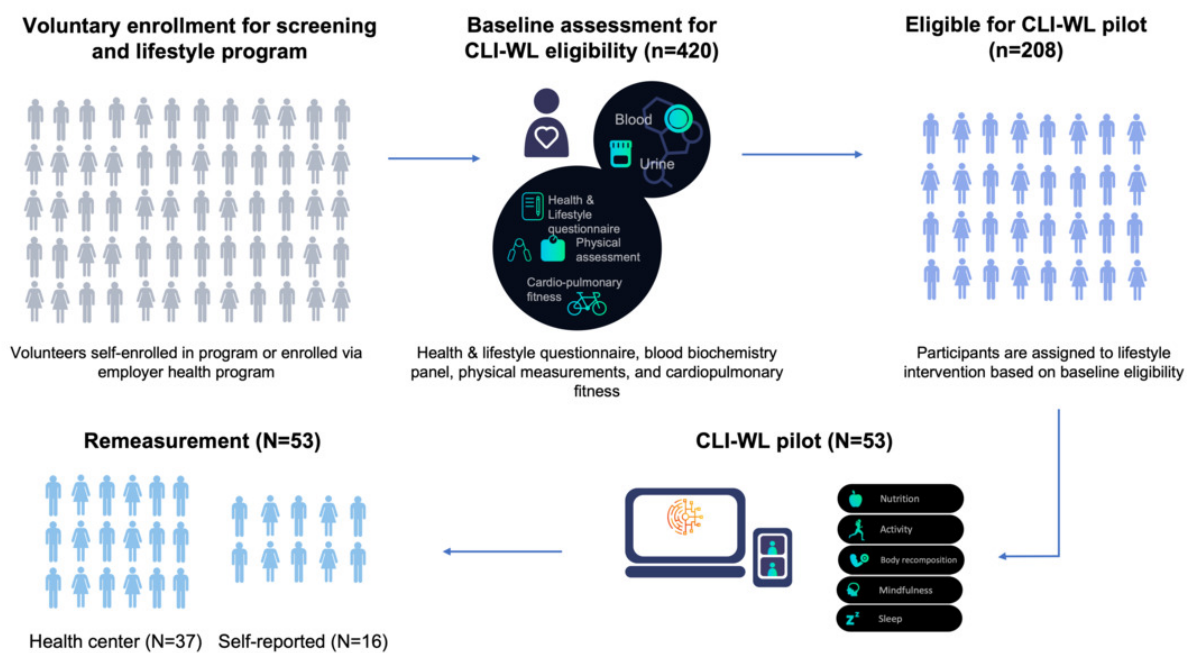 Voluntary enrollment for screening
and lifestyle program
Baseline assessment for
CLI-WL eligibility (n=420)
Eligible for CLI-WL pilot
(n=208)
Blood
Urine
Health &
Lifestyle
questionnaire
Physical
assessment
Cardio-pulmonary
fitness
Volunteers self-enrolled in program or enrolled via
employer health program
Health & lifestyle questionnaire, blood biochemistry
panel, physical measurements, and cardiopulmonary
fitness
Participants are assigned to lifestyle
intervention based on baseline eligibility
Remeasurement (N=53)
CLI-WL pilot (N=53)
Nutrition
Activity
Body recomposition
Mindfulness
Sleep
Health center (N=37)
Self-reported (N=16)